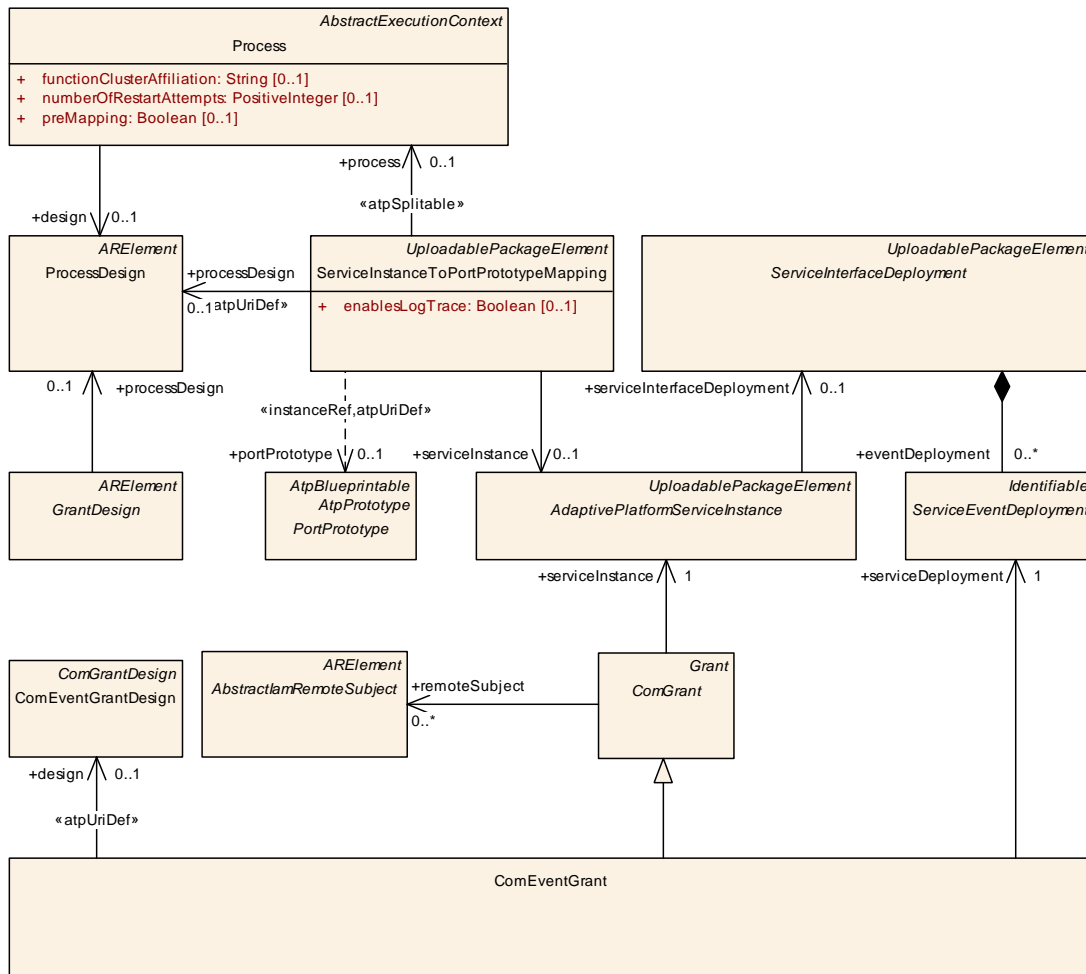 AbstractExecutionContext
Process
+ functionClusterAffiliation: String [0..1]
+ numberOfRestartAttempts: PositiveInteger [0..1]
+ preMapping: Boolean [0..1]
+process 0..1
«atpSplitable»
+design 0..1
ARElement
ProcessDesign
UploadablePackageElement
ServiceInstanceToPortPrototypeMapping
+ enablesLogTrace: Boolean [0..1]
UploadablePackageElement
ServiceInterfaceDeployment
+processDesign
0..1 atpUriDef»
0..1 +processDesign
+serviceInterfaceDeployment 0..1
«instanceRef,atpUriDef»
+portPrototype 0..1
+serviceInstance 0..1
+eventDeployment 0..*
ARElement
GrantDesign
AtpBlueprintable
AtpPrototype
PortPrototype
UploadablePackageElement
AdaptivePlatformServiceInstance
Identifiable
ServiceEventDeployment
+serviceInstance 1
+serviceDeployment 1
ComGrantDesign
ComEventGrantDesign
ARElement
AbstractIamRemoteSubject
+remoteSubject
0..*
Grant
ComGrant
+design 0..1
«atpUriDef»
ComEventGrant